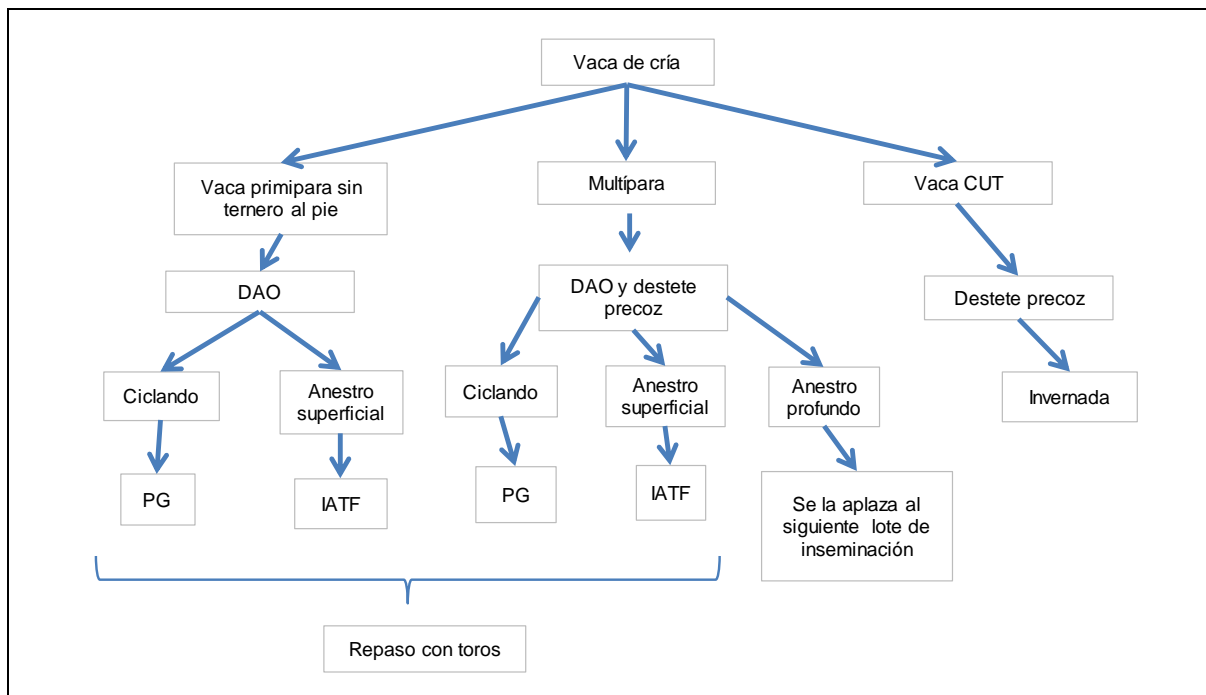 Vaca de cría
Vaca primipara sin
ternero al pie
Multípara
Vaca CUT
DAO
DAO y destete
precoz
Destete precoz
Ciclando
Anestro
superficial
Ciclando
Anestro
superficial
Anestro
profundo
Invernada
PG
IATF
PG
IATF
Se la aplaza al
siguiente lote de
inseminación
Repaso con toros